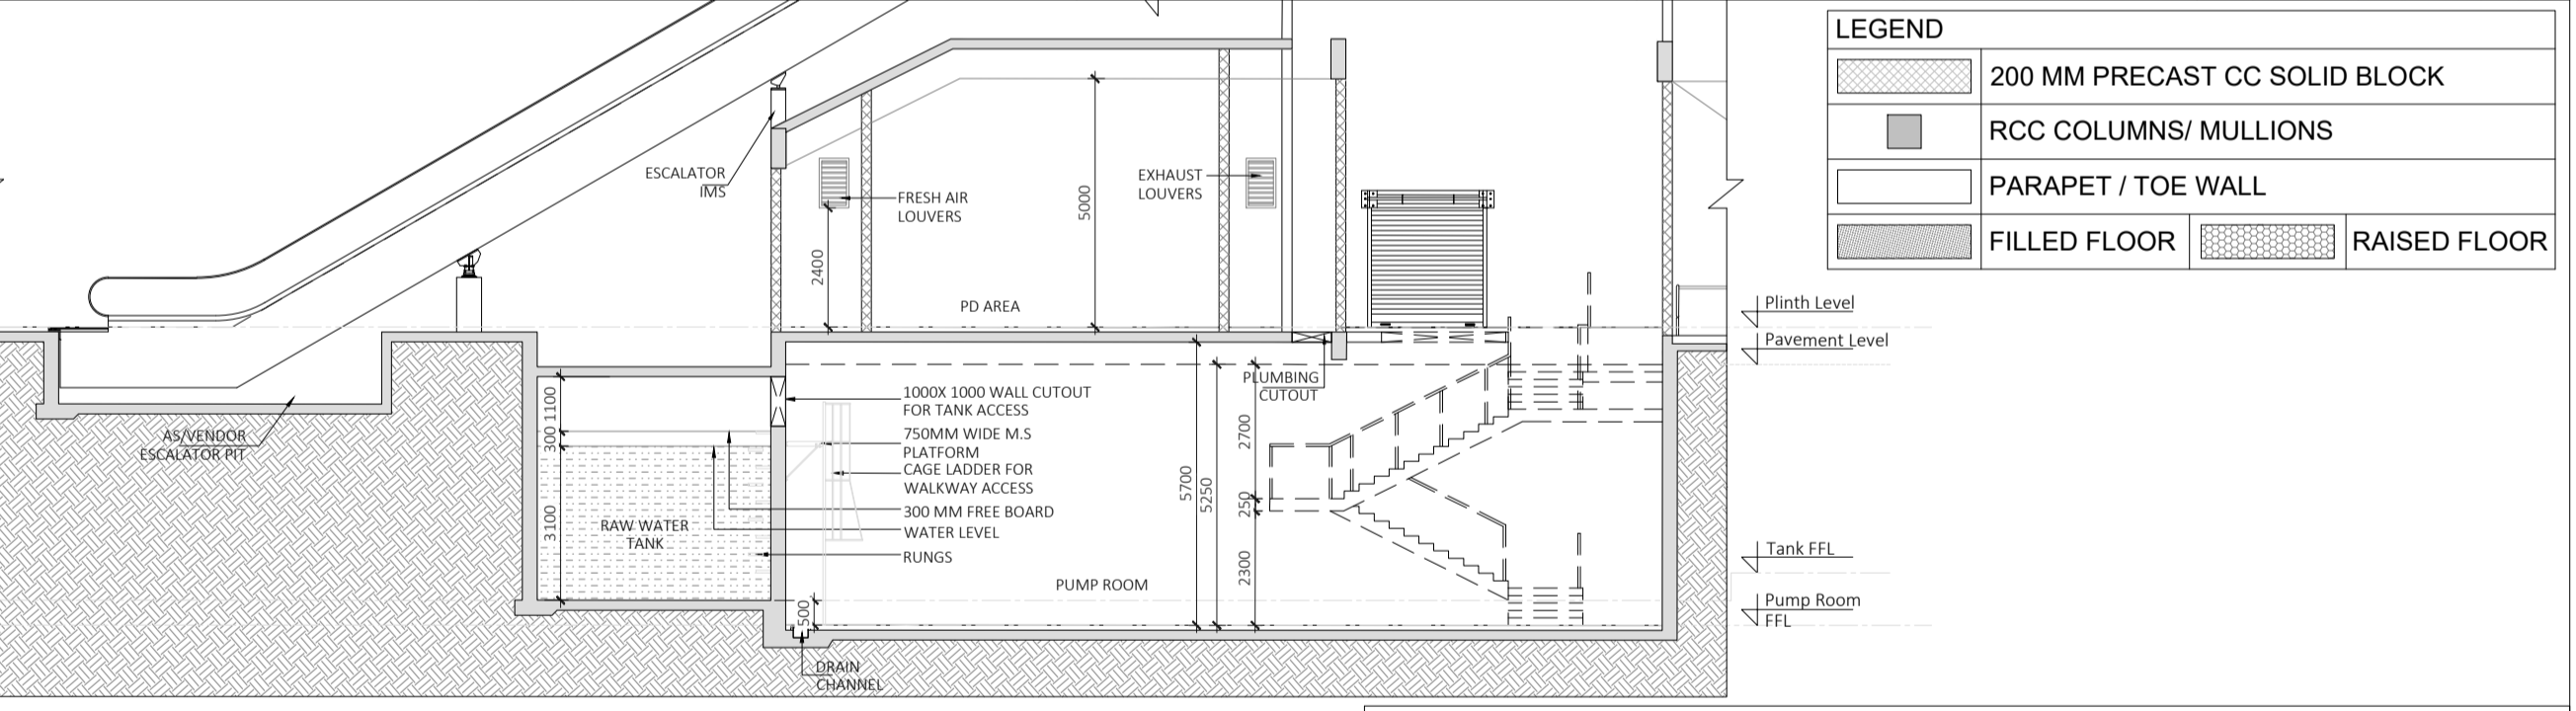 LEGEND
200 MM PRECAST CC SOLID BLOCK
RCC COLUMNS/ MULLIONS
PARAPET / TOE WALL
FILLED FLOOR
RAISED FLOOR
ESCALATOR
IMS
FRESH AIR
LOUVERS
EXHAUST
LOUVERS
5000
2400
PD AREA
Plinth Level
Pavement Level
PLUMBING
CUTOUT
1000X 1000 WALL CUTOUT
FOR TANK ACCESS
750MM WIDE M.S
PLATFORM
CAGE LADDER FOR
WALKWAY ACCESS
300 MM FREE BOARD
WATER LEVEL
RUNGS
AS/VENDOR
ESCALATOR PIT
1100
300
3100
RAW WATER
TANK
5700
5250
2700
250
2300
PUMP ROOM
500
DRAIN
CHANNEL
Tank FFL
Pump Room
FFL